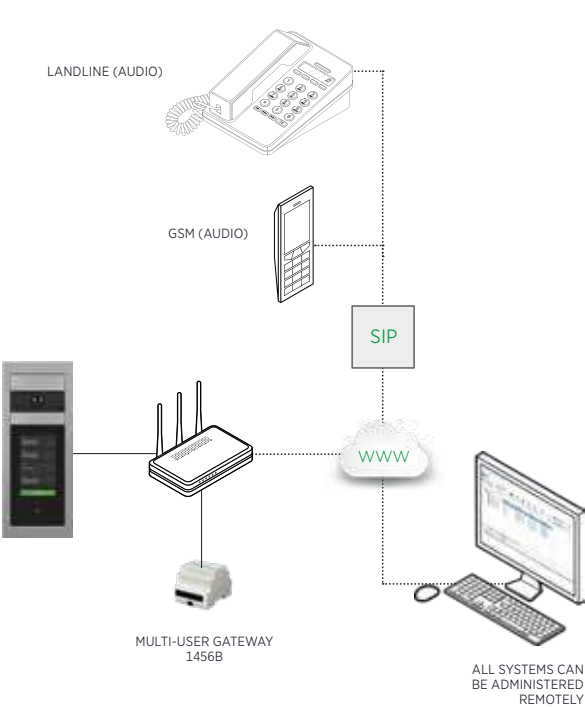 LANDLINE (AUDIO)
GSM (AUDIO)
SIP
WWW
MULTI-USER GATEWAY
1456B
ALL SYSTEMS CAN
BE ADMINISTERED
REMOTELY